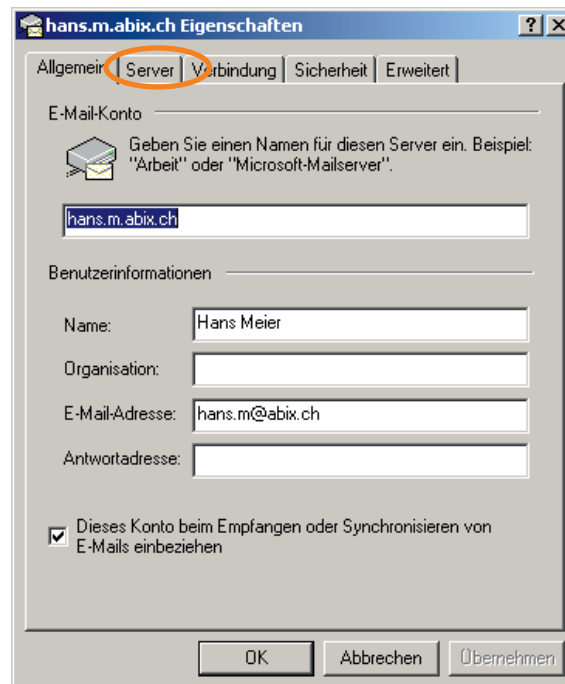 hans.m.abix.ch Eigenschaften
Allgemein Server Verbindung Sicherheit Erweitert
E-Mail-Konto
Geben Sie einen Namen für diesen Server ein. Beispiel:
"Arbeit" oder "Microsoft-Mailserver".
hans.m.abix.ch
Benutzerinformationen
Name: Hans Meier
Organisation:
E-Mail-Adresse: hans.m@abix.ch
Antwortadresse:
Dieses Konto beim Empfangen oder Synchronisieren von
E-Mails einbeziehen
OK Abbrechen Übernehmen